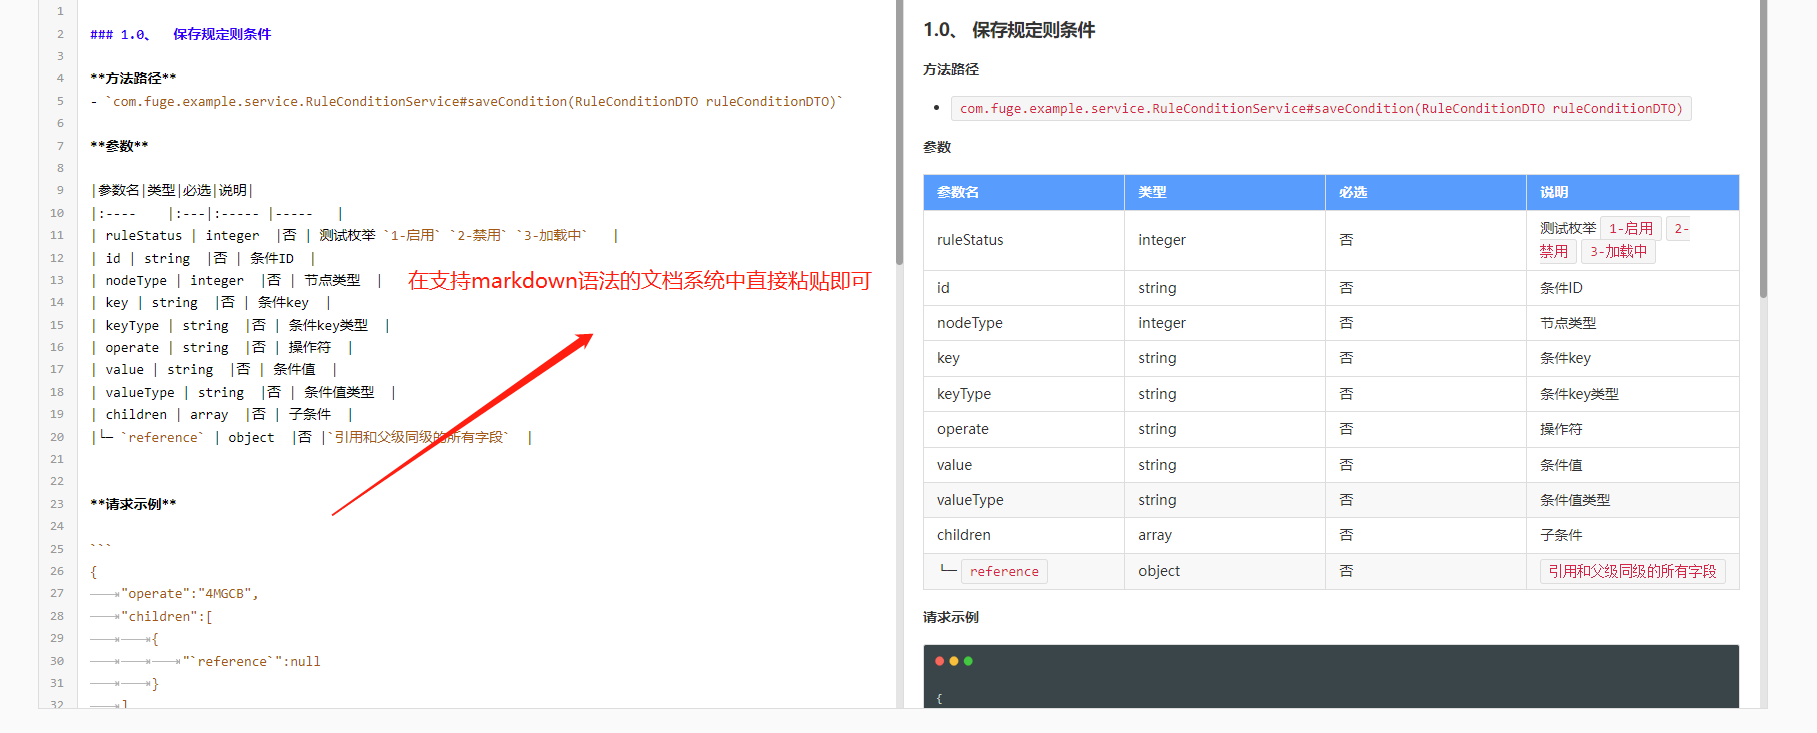 1
2 ### 1.0、 保存规定则条件
3
4 **方法路径**
5 - `com.fuge.example.service.RuleConditionService#saveCondition(RuleConditionDTO ruleConditionDTO)`
6
7 **参数**
8
9 |参数名|类型|必选|说明|
10 |:---- |:---|:----- |----- |
11 | ruleStatus | integer |否 | 测试枚举 `1-启用` `2-禁用` `3-加载中` |
12 | id | string |否 | 条件ID |
13 | nodeType | integer |否 | 节点类型 |
14 | key | string |否 | 条件key |
15 | keyType | string |否 | 条件key类型 |
16 | operate | string |否 | 操作符 |
17 | value | string |否 | 条件值 |
18 | valueType | string |否 | 条件值类型 |
19 | children | array |否 | 子条件 |
20 |└─ `reference` | object |否 |`引用和父级同级的所有字段` |
21
22
23 **请求示例**
24
25 ```
26 {
27 "operate":"4MGCB",
28 "children":[
29 {
30 "`reference`":null
31 }
32 ]
在支持markdown语法的文档系统中直接粘贴即可
1.0、 保存规定则条件
方法路径
com.fuge.example.service.RuleConditionService#saveCondition(RuleConditionDTO ruleConditionDTO)
参数
参数名 类型 必选 说明
ruleStatus integer 否 测试枚举 1-启用 2-
禁用 3-加载中
id string 否 条件ID
nodeType integer 否 节点类型
key string 否 条件key
keyType string 否 条件key类型
operate string 否 操作符
value string 否 条件值
valueType string 否 条件值类型
children array 否 子条件
└─ reference object 否 引用和父级同级的所有字段
请求示例
{